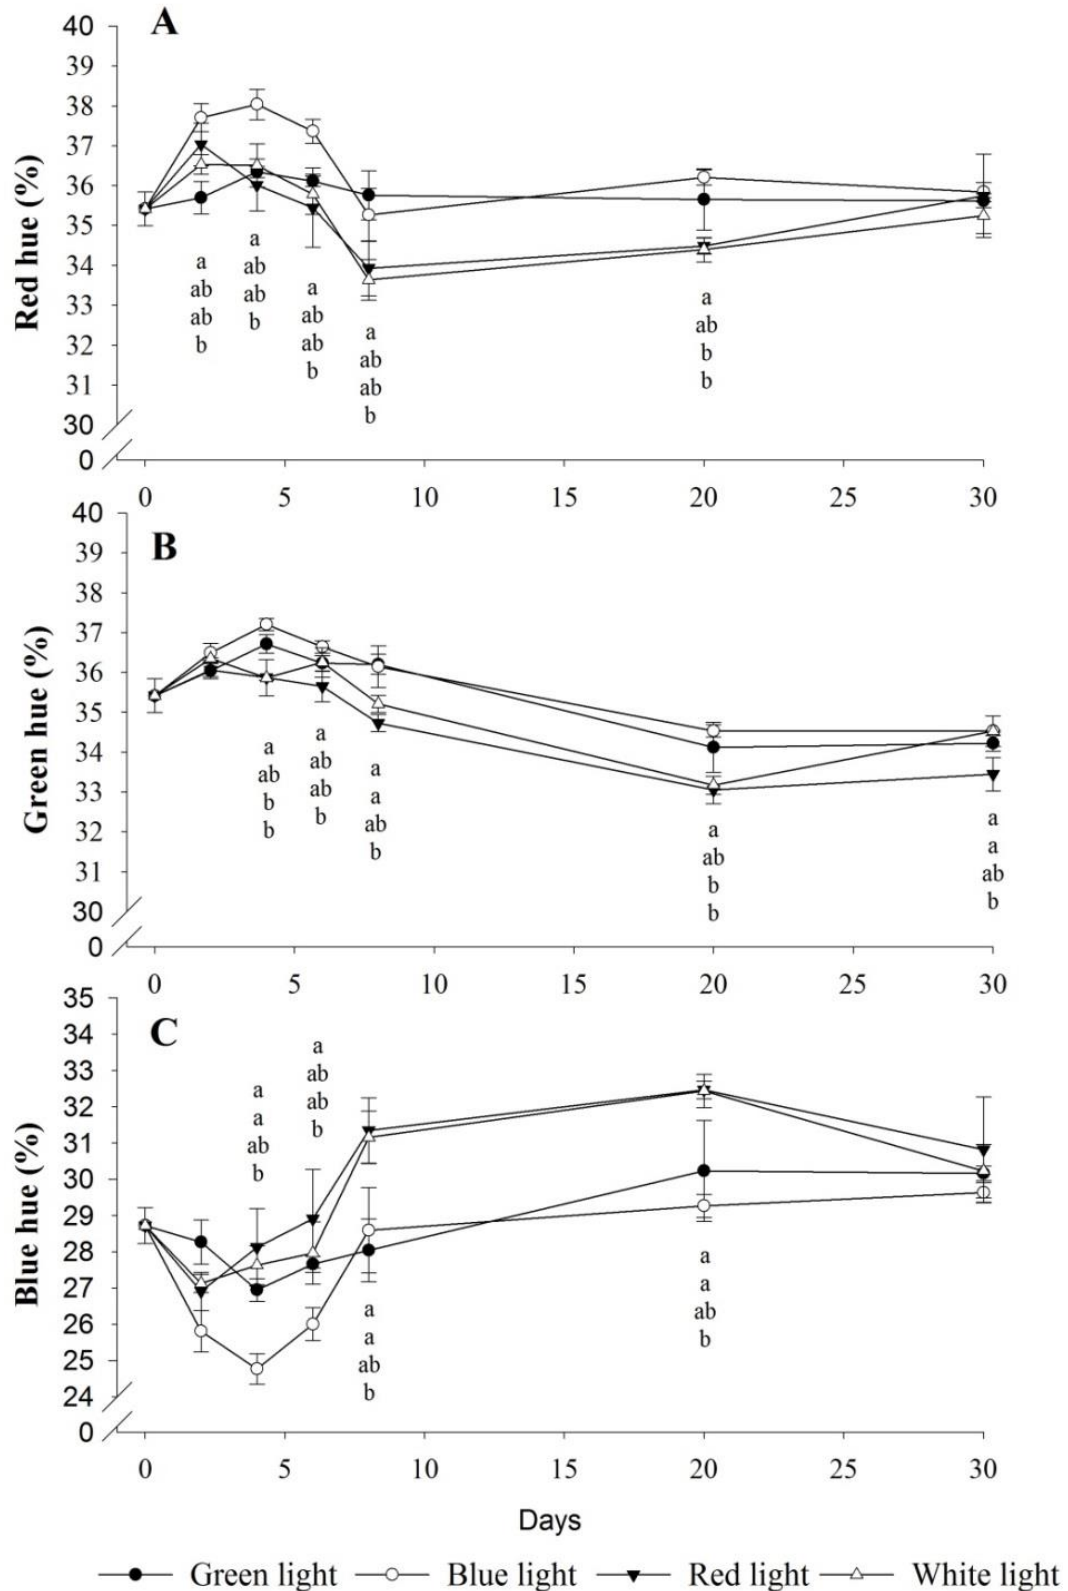 A
40
39
38
37
36
35
34
33
32
31
30
0
Red hue (%)
a
ab
ab
b
a
ab
ab
b
a
ab
ab
b
a
ab
ab
b
a
ab
b
b
0 5 10 15 20 25 30
B
40
39
38
37
36
35
34
33
32
31
30
0
Green hue (%)
a
ab
b
b
a
ab
ab
b
a
a
ab
b
a
ab
b
b
a
a
ab
b
0 5 10 15 20 25 30
C
35
34
33
32
31
30
29
28
27
26
25
24
0
Blue hue (%)
a
a
ab
b
a
ab
ab
b
a
a
ab
b
a
a
ab
b
0 5 10 15 20 25 30
Days
Green light Blue light Red light White light